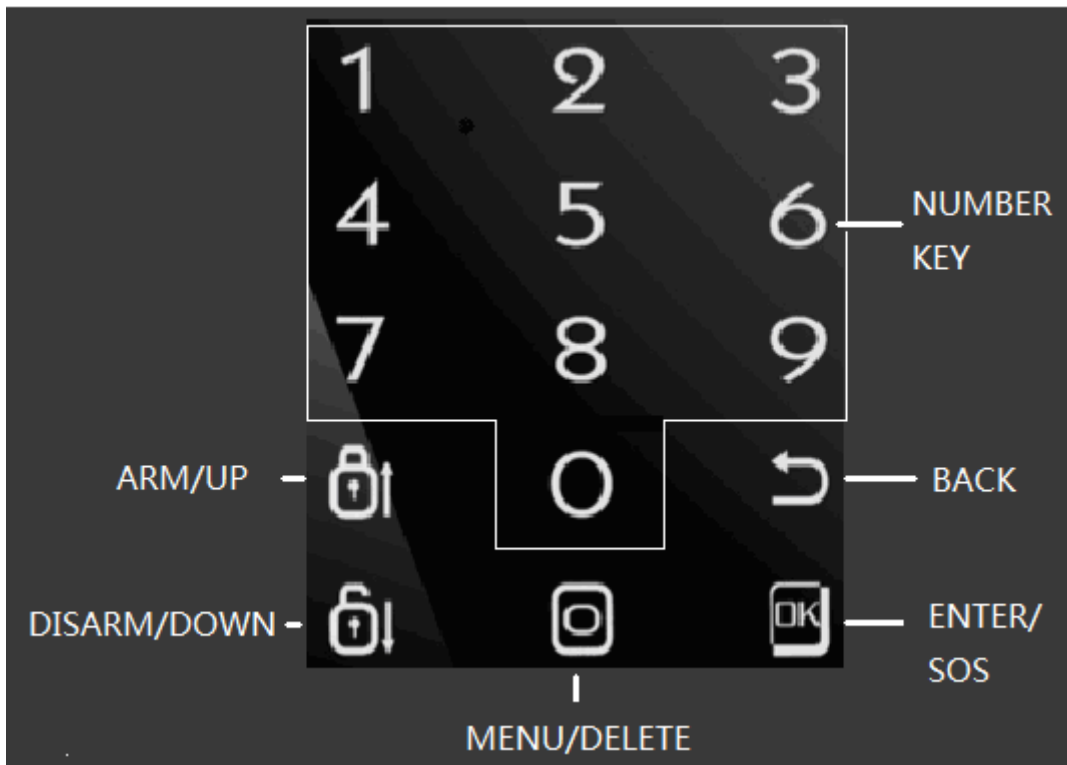 1 2 3
4 5 6
NUMBER
KEY
7 8 9
ARM/UP
0
BACK
DISARM/DOWN
OK
ENTER/
SOS
MENU/DELETE